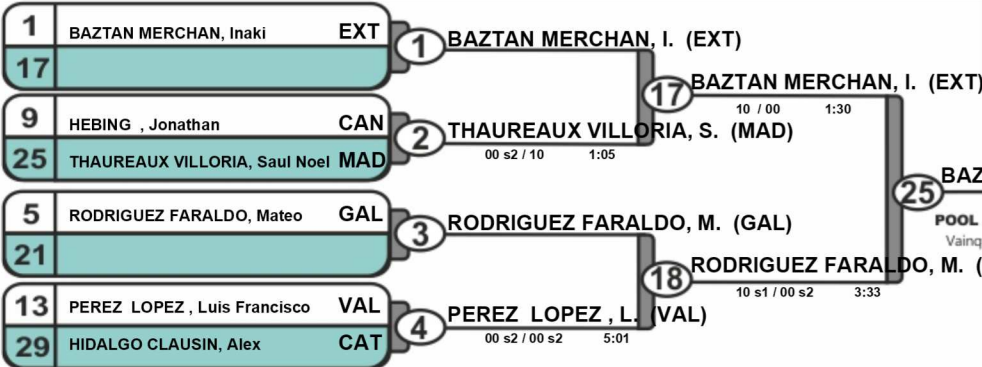 1 BAZTAN MERCHAN, Inaki EXT
17
1 BAZTAN MERCHAN, I. (EXT)
9 HEBING , Jonathan CAN
25 THAUREAUX VILLORIA, Saul Noel MAD
2 THAUREAUX VILLORIA, S. (MAD)
00 s2 / 10 1:05
17 BAZTAN MERCHAN, I. (EXT)
10 / 00 1:30
5 RODRIGUEZ FARALDO, Mateo GAL
21
3 RODRIGUEZ FARALDO, M. (GAL)
13 PEREZ LOPEZ , Luis Francisco VAL
29 HIDALGO CLAUSIN, Alex CAT
4 PEREZ LOPEZ , L. (VAL)
00 s2 / 00 s2 5:01
18 RODRIGUEZ FARALDO, M. (
10 s1 / 00 s2 3:33
25 BAZ
POOL
Vainq